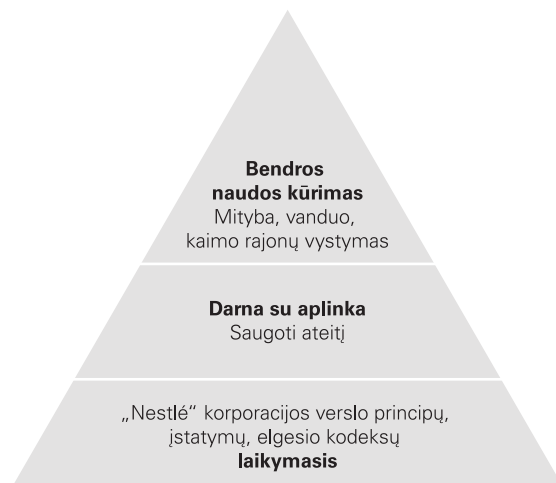 Bendros
naudos kūrimas
Mityba, vanduo,
kaimo rajonų vystymas
Darna su aplinka
Saugoti ateitį
„Nestlé“ korporacijos verslo principų,
įstatymų, elgesio kodeksų
laikymasis